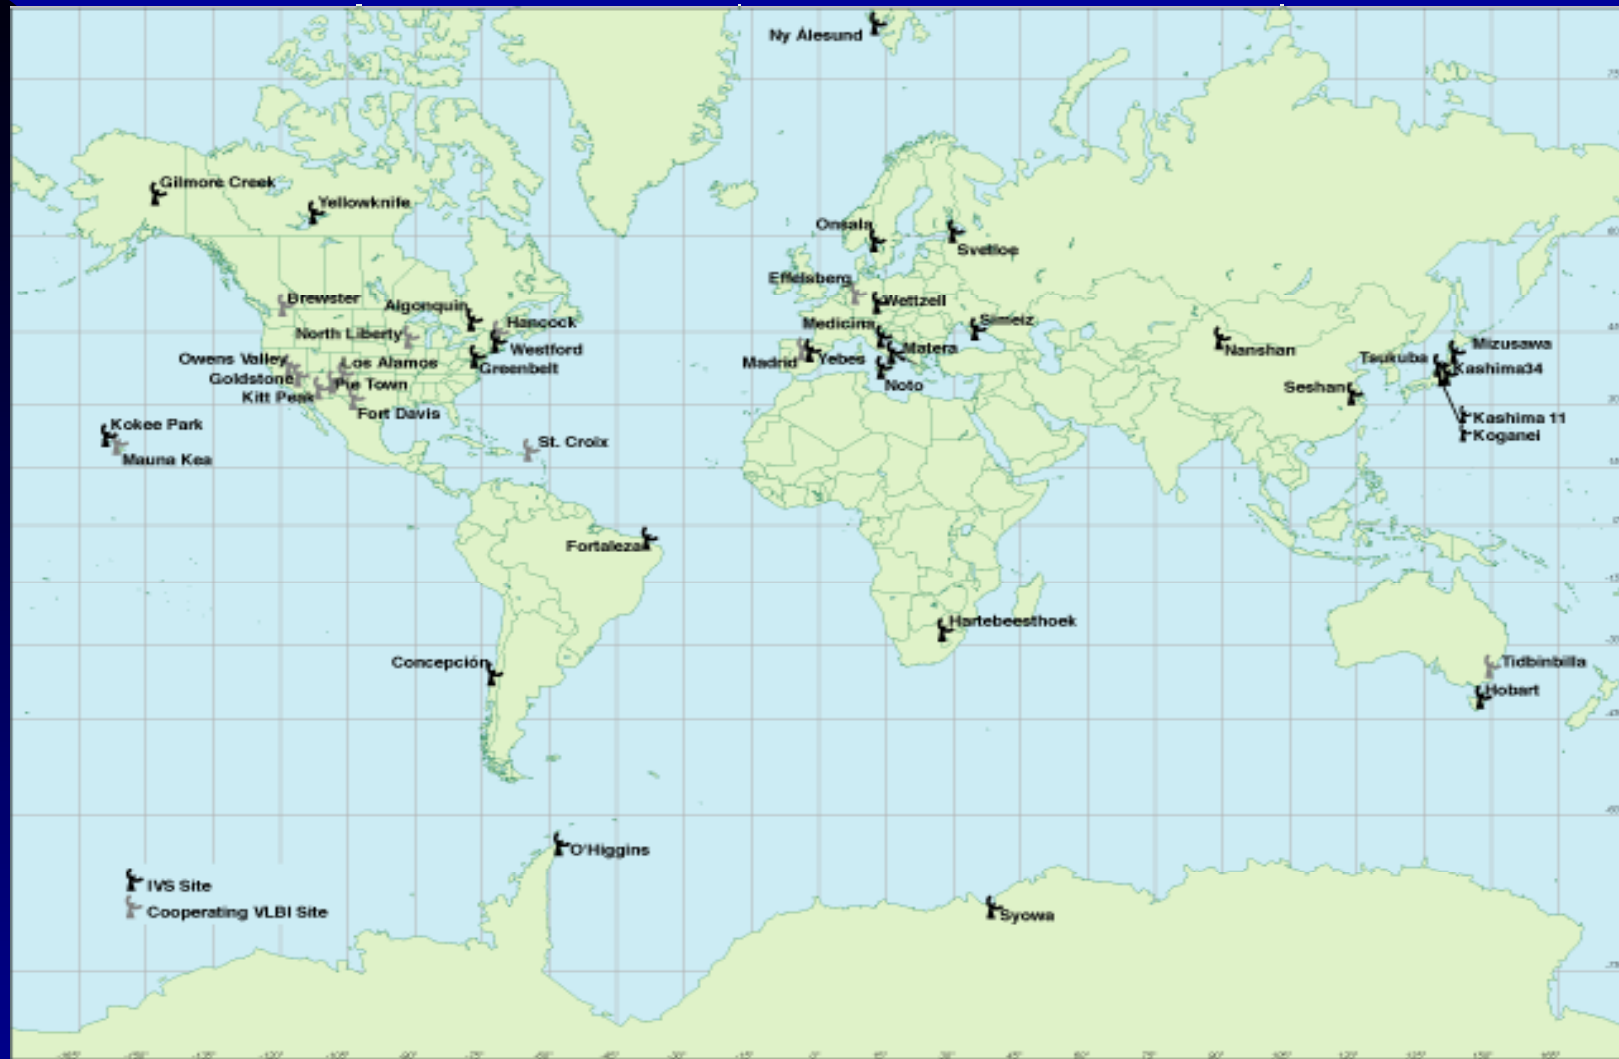 Ny Ålesund
Gilmore Creek
Yellowknife
Onsala
Svetloe
Effelsberg
Brewster
Algonquin
Wettzell
Hancock
Medicina
Simeiz
North Liberty
Westford
Nanshan
Mizusawa
Matera
Tsukuba
Owens Valley
Los Alamos
Greenbelt
Madrid
Yebes
Kashima34
Goldstone
Pie Town
Noto
Seshan
Kitt Peak
Fort Davis
Kashima 11
Kokee Park
Koganei
St. Croix
Mauna Kea
Fortaleza
Hartebeesthoek
Concepción
Tidbinbilla
Hobart
O'Higgins
IVS Site
Cooperating VLBI Site
Syowa